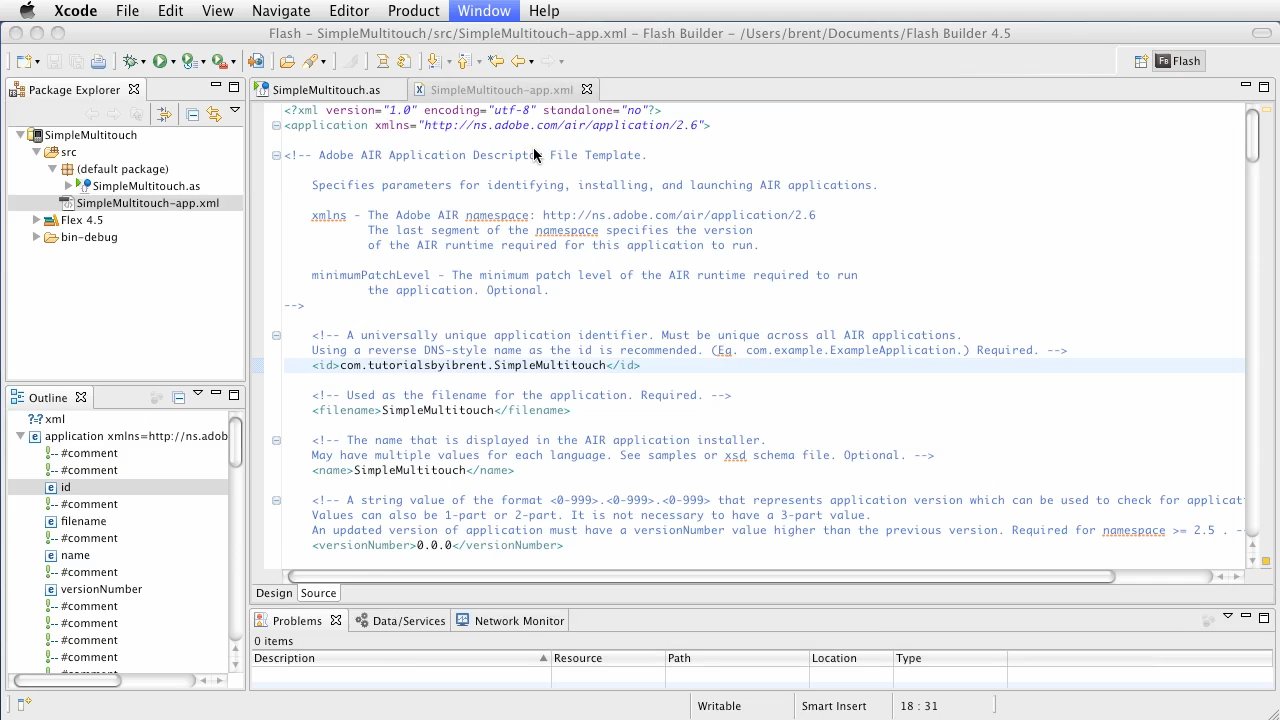 Xcode File Edit View Navigate Editor Product Window Help
Flash - SimpleMultitouch/src/SimpleMultitouch-app.xml - Flash Builder - /Users/brent/Documents/Flash Builder 4.5
Fb Flash
Package Explorer
SimpleMultitouch
src
(default package)
SimpleMultitouch.as
SimpleMultitouch-app.xml
Flex 4.5
bin-debug
Outline
?-? xml
application xmlns=http://ns.adob
#comment
#comment
id
#comment
filename
#comment
name
#comment
versionNumber
#comment
#comment
#comment
#comment
SimpleMultitouch.as SimpleMultitouch-app.xml
<?xml version="1.0" encoding="utf-8" standalone="no"?>
<application xmlns="http://ns.adobe.com/air/application/2.6">
<!-- Adobe AIR Application Descriptor File Template.
Specifies parameters for identifying, installing, and launching AIR applications.
xmlns - The Adobe AIR namespace: http://ns.adobe.com/air/application/2.6
The last segment of the namespace specifies the version
of the AIR runtime required for this application to run.
minimumPatchLevel - The minimum patch level of the AIR runtime required to run
the application. Optional.
-->
<!-- A universally unique application identifier. Must be unique across all AIR applications.
Using a reverse DNS-style name as the id is recommended. (Eg. com.example.ExampleApplication.) Required. -->
<id>com.tutorialsbyibrent.SimpleMultitouch</id>
<!-- Used as the filename for the application. Required. -->
<filename>SimpleMultitouch</filename>
<!-- The name that is displayed in the AIR application installer.
May have multiple values for each language. See samples or xsd schema file. Optional. -->
<name>SimpleMultitouch</name>
<!-- A string value of the format <0-999>.<0-999>.<0-999> that represents application version which can be used to check for applicat
Values can also be 1-part or 2-part. It is not necessary to have a 3-part value.
An updated version of application must have a versionNumber value higher than the previous version. Required for namespace >= 2.5 . --
<versionNumber>0.0.0</versionNumber>
Design Source
Problems Data/Services Network Monitor
0 items
Description Resource Path Location Type
Writable Smart Insert 18 : 31